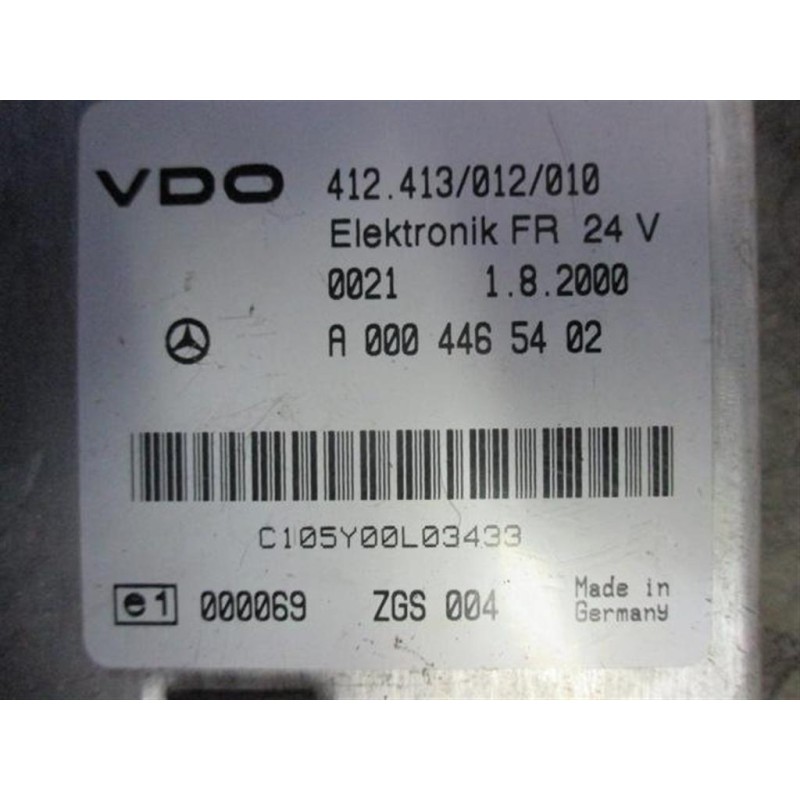 VDO 412.413/012/010
Elektronik FR 24 V
0021 1.8.2000
A 000 446 54 02
C105Y00L03433
e1 000069 ZGS 004 Made in
Germany